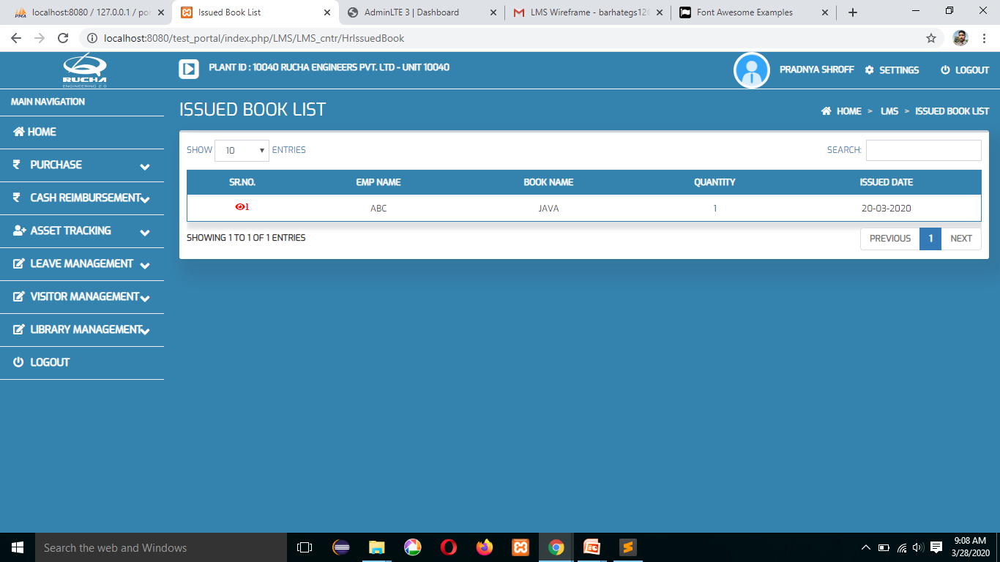 localhost:8080 / 127.0.0.1 / por
Issued Book List
AdminLTE 3 | Dashboard
LMS Wireframe - barhategs126
Font Awesome Examples
localhost:8080/test_portal/index.php/LMS/LMS_cntr/HrIssuedBook
RUCHA
ENGINEERING 2.0
PLANT ID : 10040 RUCHA ENGINEERS PVT. LTD - UNIT 10040
PRADNYA SHROFF
SETTINGS
LOGOUT
MAIN NAVIGATION
HOME
PURCHASE
CASH REIMBURSEMENT
ASSET TRACKING
LEAVE MANAGEMENT
VISITOR MANAGEMENT
LIBRARY MANAGEMENT
LOGOUT
ISSUED BOOK LIST
HOME > LMS > ISSUED BOOK LIST
SHOW 10 ENTRIES
SEARCH:
SR.NO. EMP NAME BOOK NAME QUANTITY ISSUED DATE
1 ABC JAVA 1 20-03-2020
SHOWING 1 TO 1 OF 1 ENTRIES
PREVIOUS 1 NEXT
Search the web and Windows
9:08 AM
3/28/2020